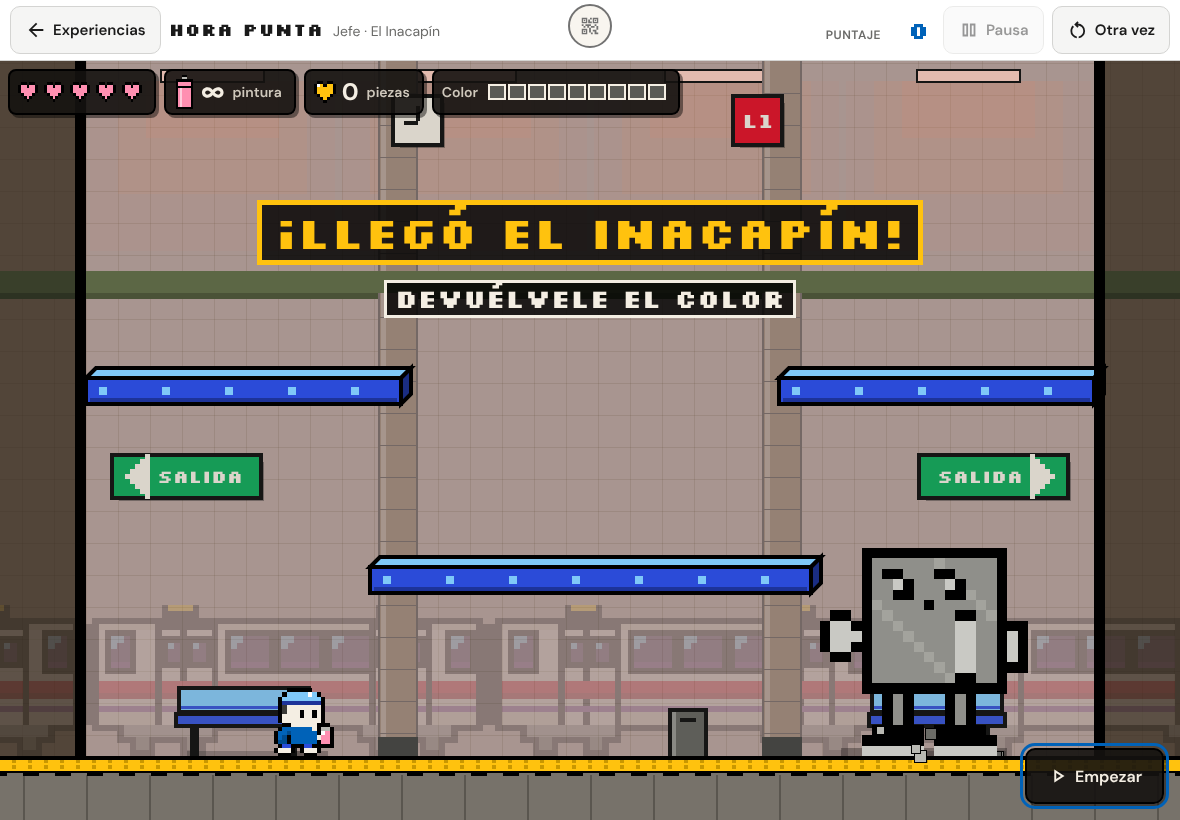 Experiencias
HORA PUNTA
Jefe · El Inacapín
PUNTAJE 0
Pausa
Otra vez
∞ pintura
0 piezas
Color
L1
¡LLEGÓ EL INACAPÍN!
DEVUÉLVELE EL COLOR
SALIDA
SALIDA
Empezar